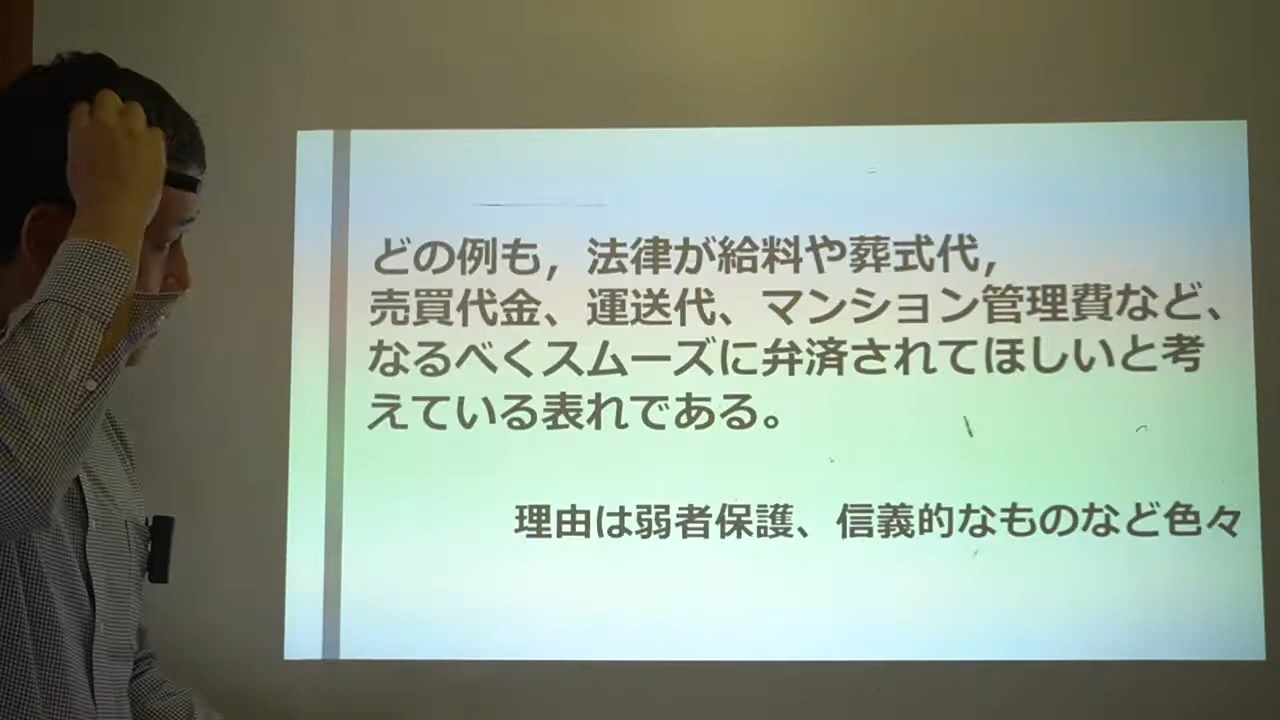 どの例も，法律が給料や葬式代，
売買代金、運送代、マンション管理費など、
なるべくスムーズに弁済されてほしいと考
えている表れである。
理由は弱者保護、信義的なものなど色々